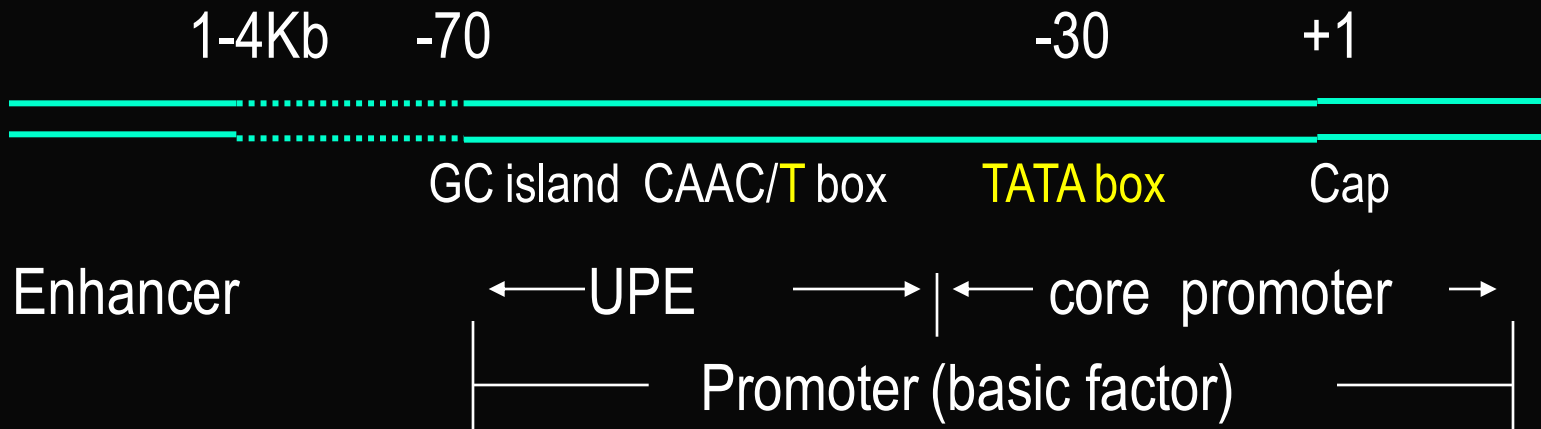 1-4Kb -70 -30 +1
GC island CAAC/T box TATA box Cap
Enhancer UPE core promoter
Promoter (basic factor)